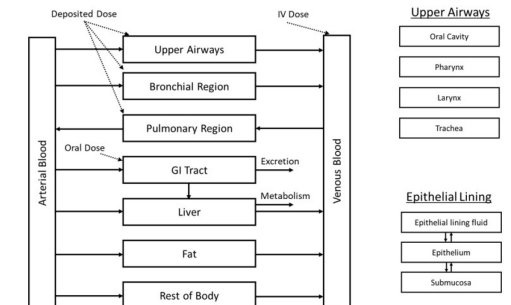 Deposited Dose
IV Dose
Upper Airways
Upper Airways
Oral Cavity
Bronchial Region
Pharynx
Larynx
Pulmonary Region
Trachea
Oral Dose
Arterial Blood
Venous Blood
GI Tract
Excretion
Metabolism
Liver
Epithelial Lining
Epithelial lining fluid
Fat
Epithelium
Submucosa
Rest of Body